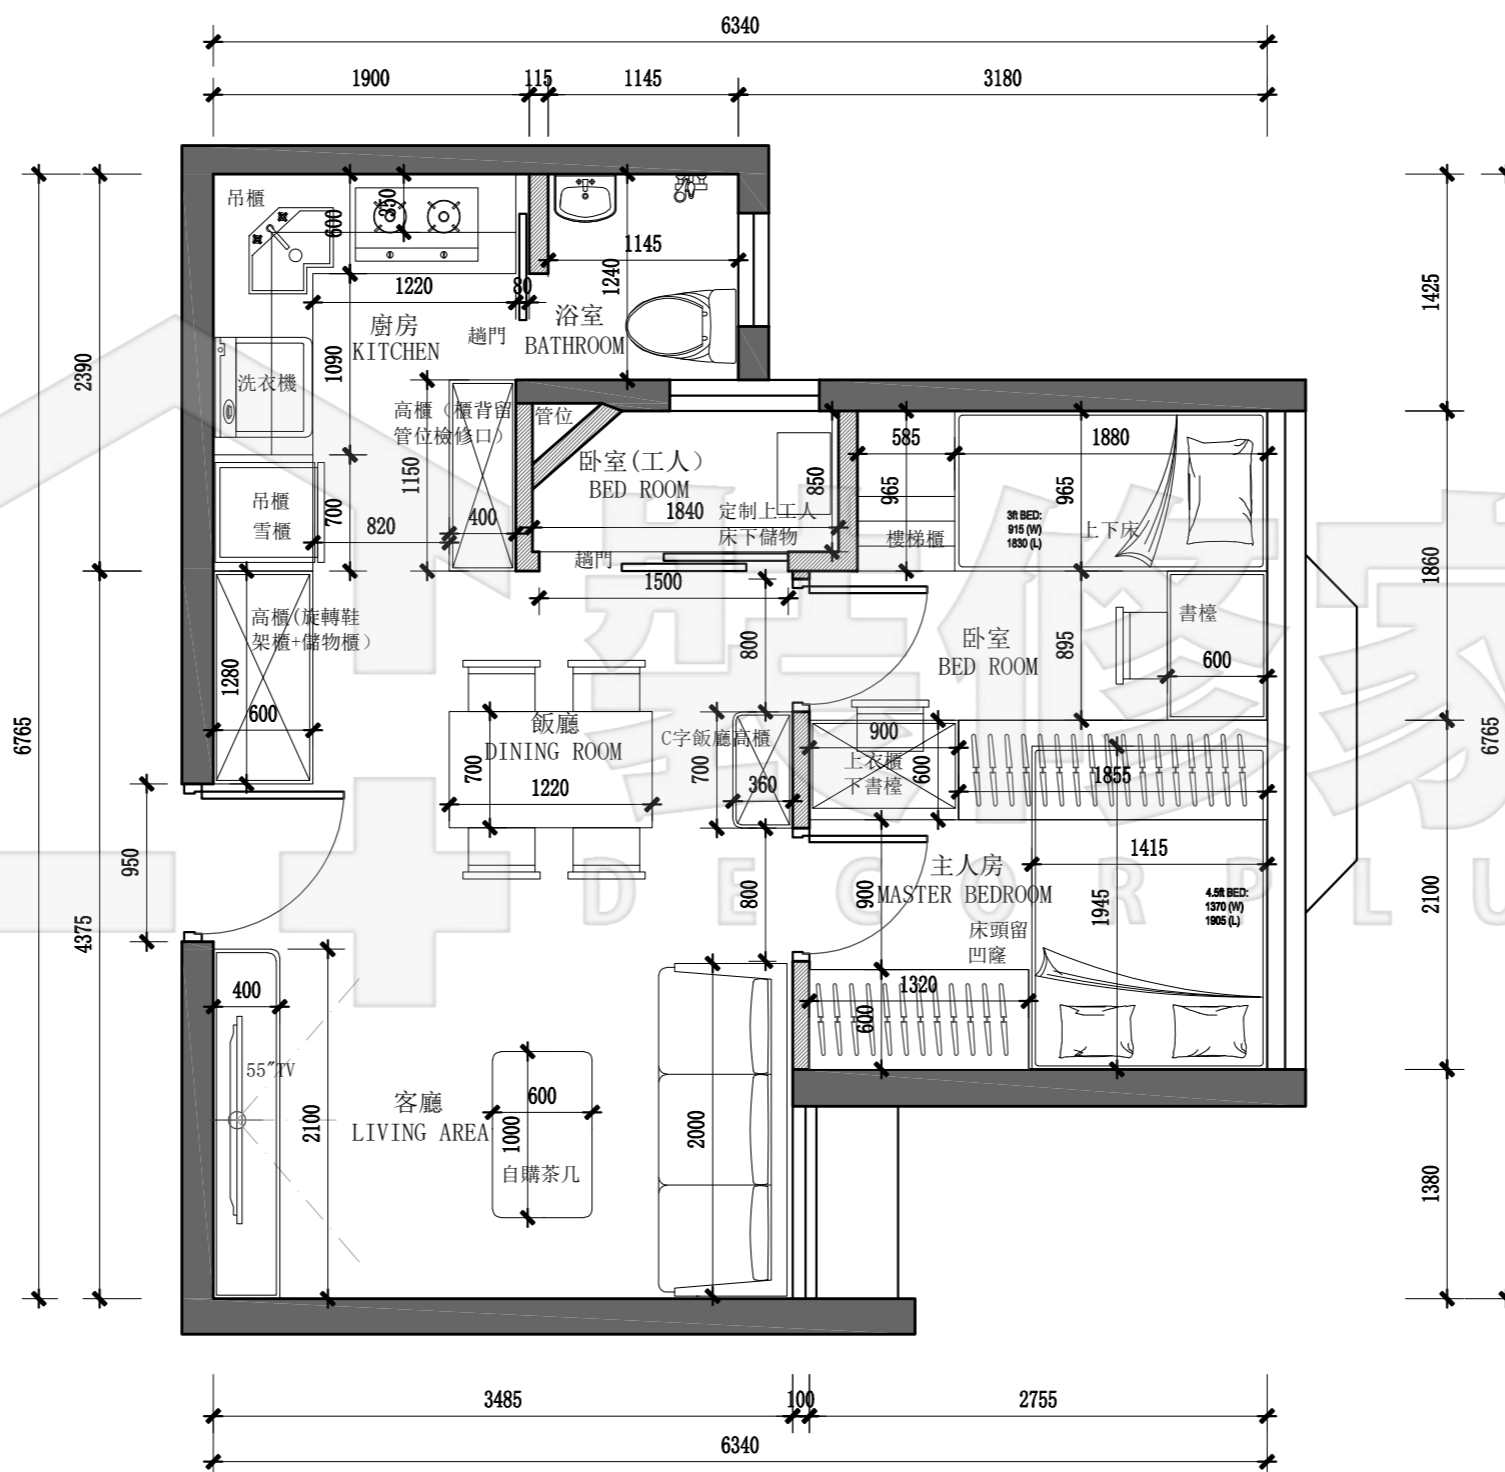 6340
1900
115
1145
3180
吊櫃
600
350
1220
80
1145
1240
1425
6765
2390
廚房
KITCHEN
趟門
浴室
BATHROOM
1090
洗衣機
高櫃（櫃背留
管位檢修口）
管位
1150
臥室(工人)
BED ROOM
1840
850
定制上工人
床下儲物
585
1880
965
965
3ft BED:
915 (W)
1830 (L)
上下床
樓梯櫃
吊櫃
雪櫃
700
820
400
趟門
1500
1860
高櫃(旋轉鞋
架櫃+儲物櫃）
1280
600
800
臥室
BED ROOM
895
書檯
600
飯廳
DINING ROOM
700
1220
C字飯廳高櫃
700
360
900
上衣櫃
下書檯
600
1855
6765
950
4375
800
主人房
MASTER BEDROOM
900
1415
1945
4.5ft BED:
1370 (W)
1905 (L)
2100
床頭留
凹窿
1320
600
400
55"TV
2100
客廳
LIVING AREA
600
1000
自購茶几
2000
1380
3485
100
2755
6340
裝修家
DECOR PLU